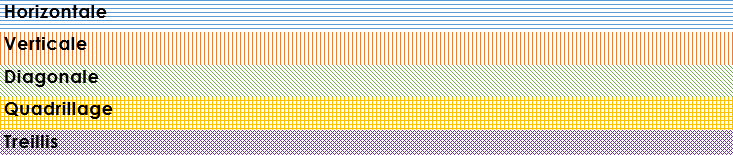 Horizontale
Verticale
Diagonale
Quadrillage
Treillis